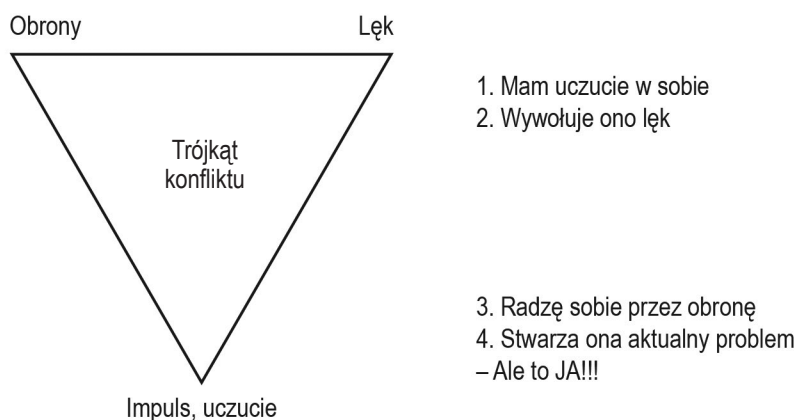 Obrony
Lęk
Trójkąt
konfliktu
Impuls, uczucie
1. Mam uczucie w sobie
2. Wywołuje ono lęk
3. Radzę sobie przez obronę
4. Stwarza ona aktualny problem
– Ale to JA!!!